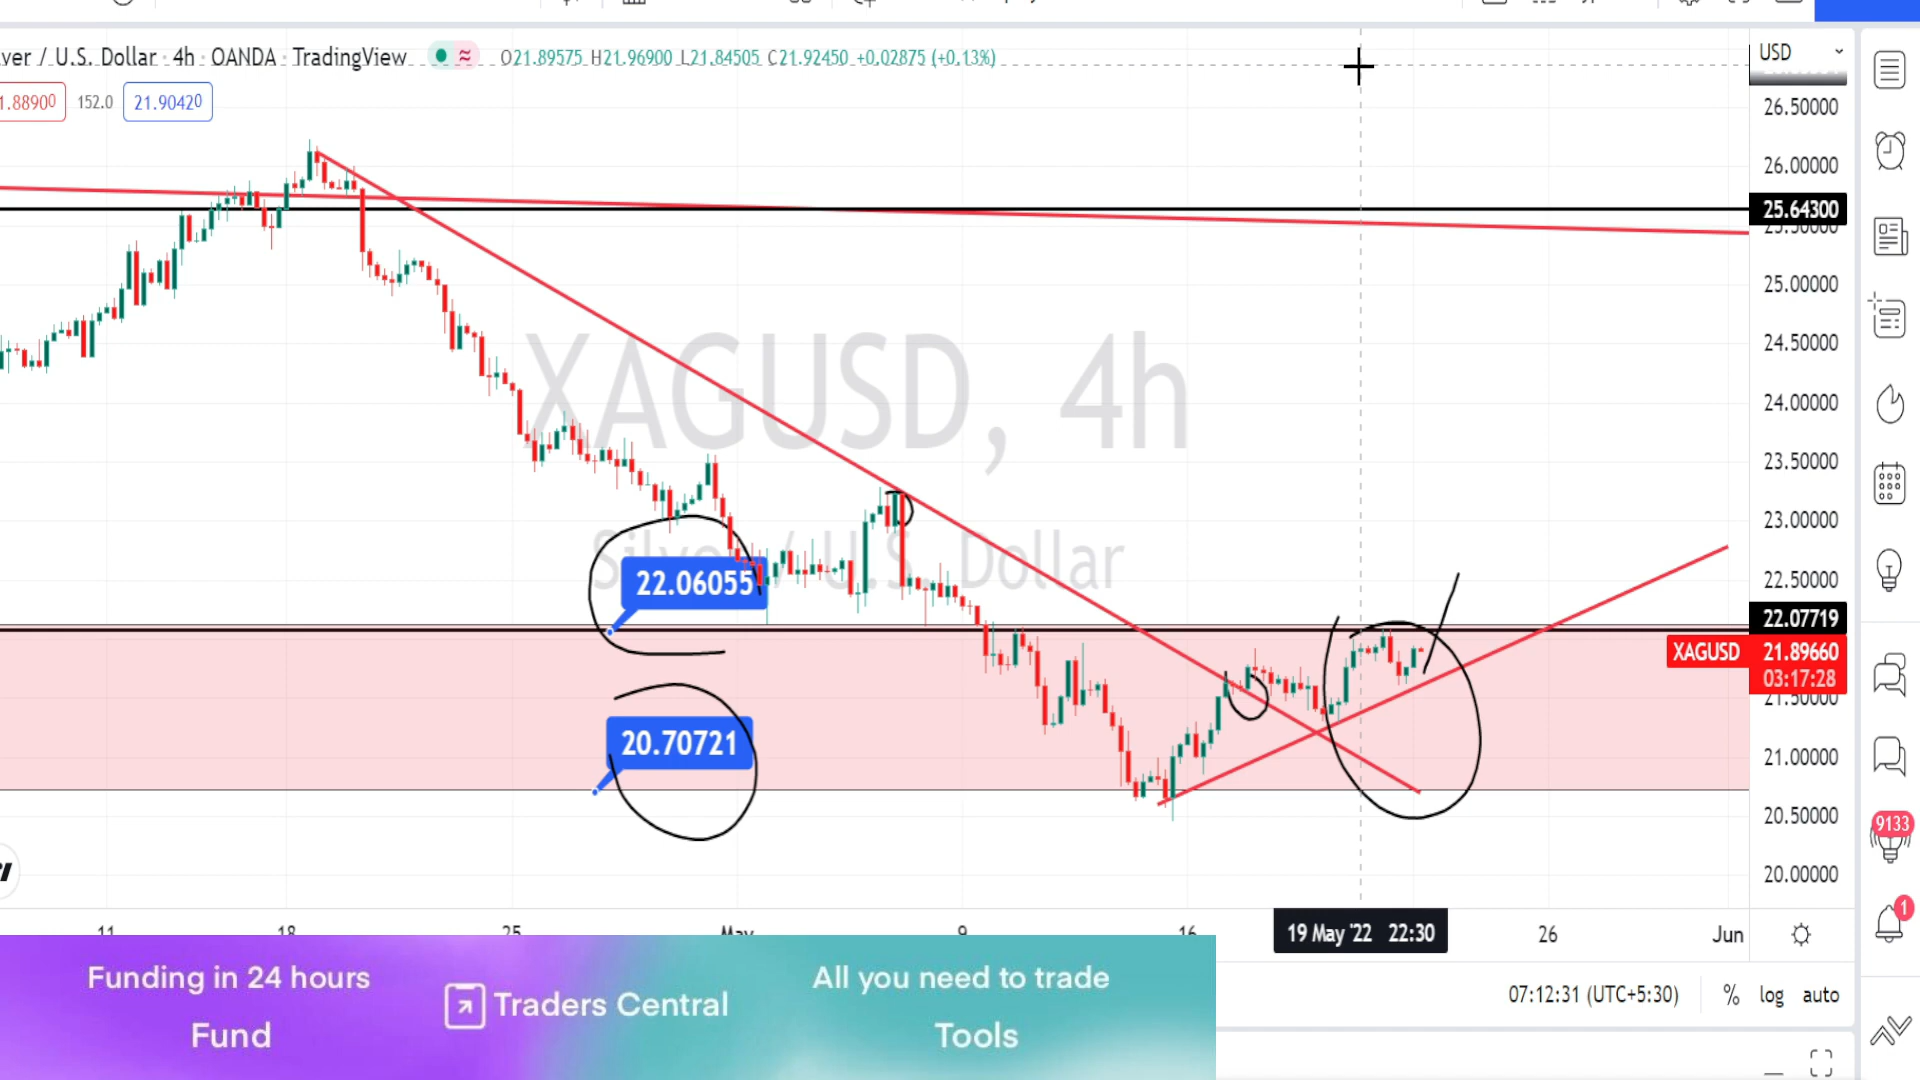 ver / U.S. Dollar · 4h · OANDA · TradingView
O21.89575 H21.96900 L21.84505 C21.92450 +0.02875 (+0.13%)
1.88900 152.0 21.90420
USD
26.50000
26.00000
25.64300
25.50000
25.00000
24.50000
24.00000
23.50000
23.00000
22.50000
22.07719
XAGUSD 21.89660
03:17:28
21.50000
21.00000
20.50000
20.00000
XAGUSD, 4h
Silver / U.S. Dollar
22.06055
20.70721
11 18 25 May 9 16 19 May '22 22:30 26 Jun
07:12:31 (UTC+5:30) % log auto
9133
1
Funding in 24 hours
Fund
Traders Central
All you need to trade
Tools